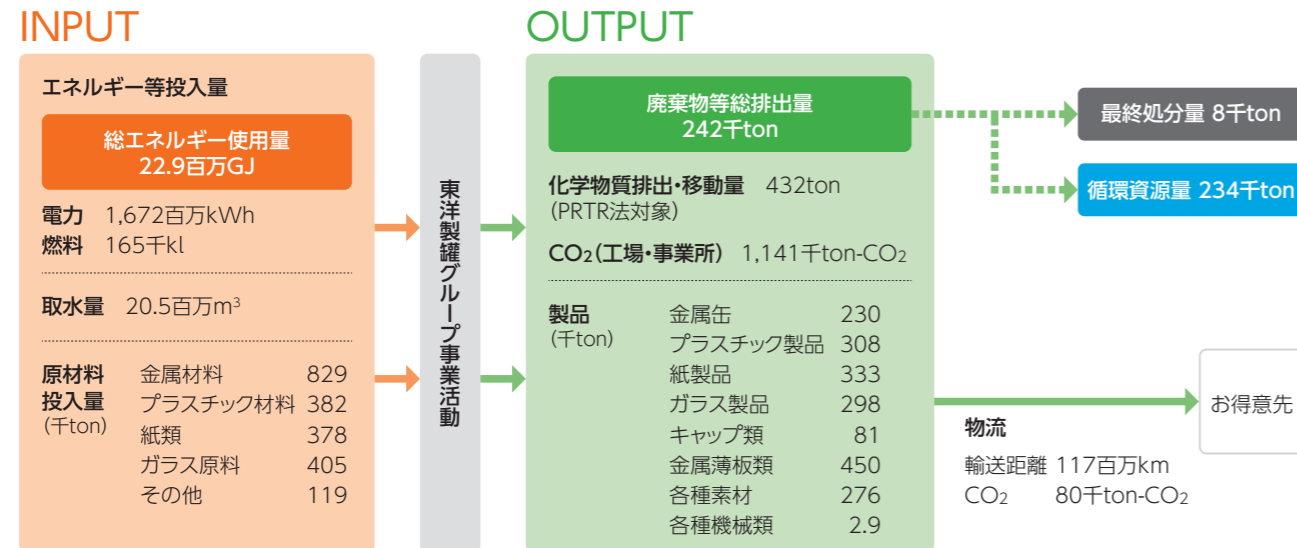 INPUT
エネルギー等投入量
総エネルギー使用量
22.9百万GJ
電力 1,672百万kWh
燃料 165千kl
取水量 20.5百万m³
原材料
投入量
(千ton)
金属材料 829
プラスチック材料 382
紙類 378
ガラス原料 405
その他 119
東洋製罐グループ事業活動
OUTPUT
廃棄物等総排出量
242千ton
化学物質排出・移動量 432ton
(PRTR法対象)
CO₂(工場・事業所) 1,141千ton-CO₂
製品
(千ton)
金属缶 230
プラスチック製品 308
紙製品 333
ガラス製品 298
キャップ類 81
金属薄板類 450
各種素材 276
各種機械類 2.9
最終処分量 8千ton
循環資源量 234千ton
物流
輸送距離 117百万km
CO₂ 80千ton-CO₂
お得意先